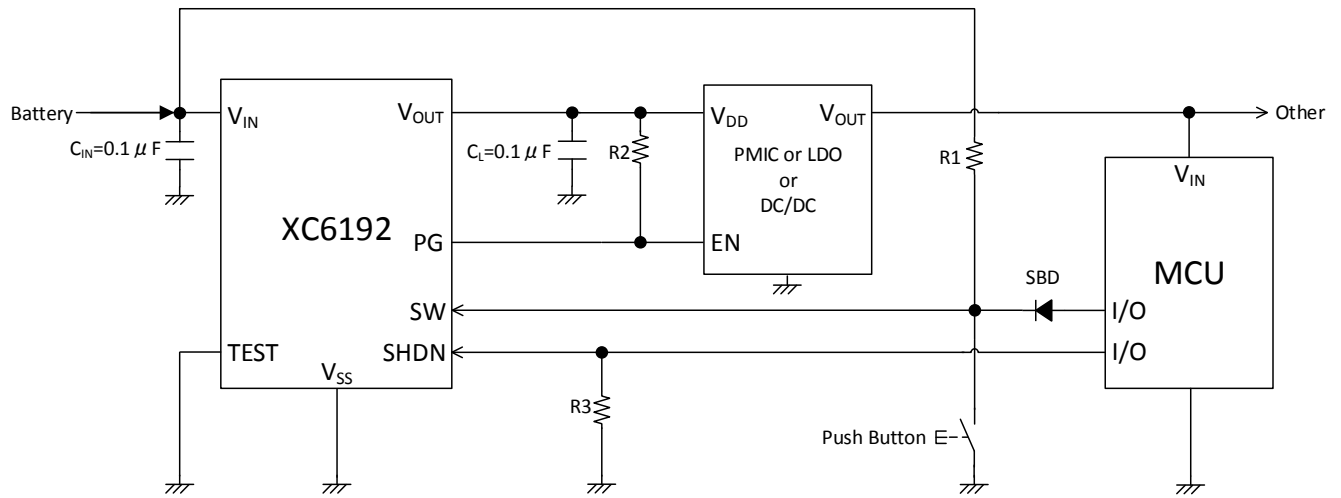 Battery
V_IN
C_IN=0.1 μ F
XC6192
V_OUT
PG
SW
SHDN
TEST
V_SS
C_L=0.1 μ F
R2
V_DD
V_OUT
PMIC or LDO
or
DC/DC
EN
R1
R3
SBD
Push Button
Other
V_IN
MCU
I/O
I/O